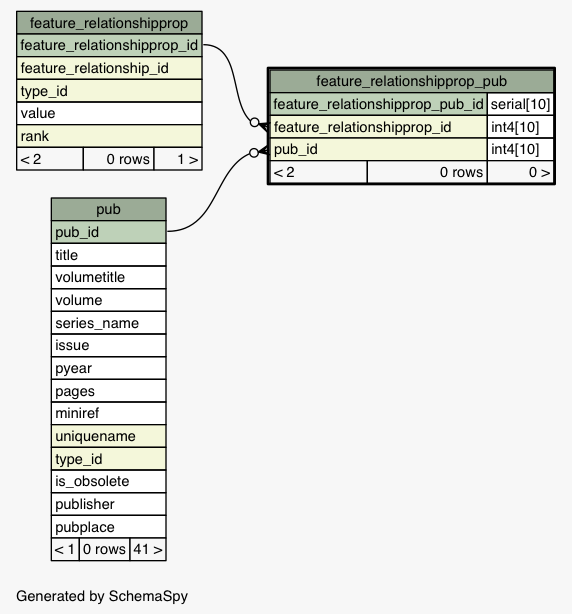 feature_relationshipprop
feature_relationshipprop_id
feature_relationship_id
type_id
value
rank
< 2 0 rows 1 >
feature_relationshipprop_pub
feature_relationshipprop_pub_id serial[10]
feature_relationshipprop_id int4[10]
pub_id int4[10]
< 2 0 rows 0 >
pub
pub_id
title
volumetitle
volume
series_name
issue
pyear
pages
miniref
uniquename
type_id
is_obsolete
publisher
pubplace
< 1 0 rows 41 >
Generated by SchemaSpy